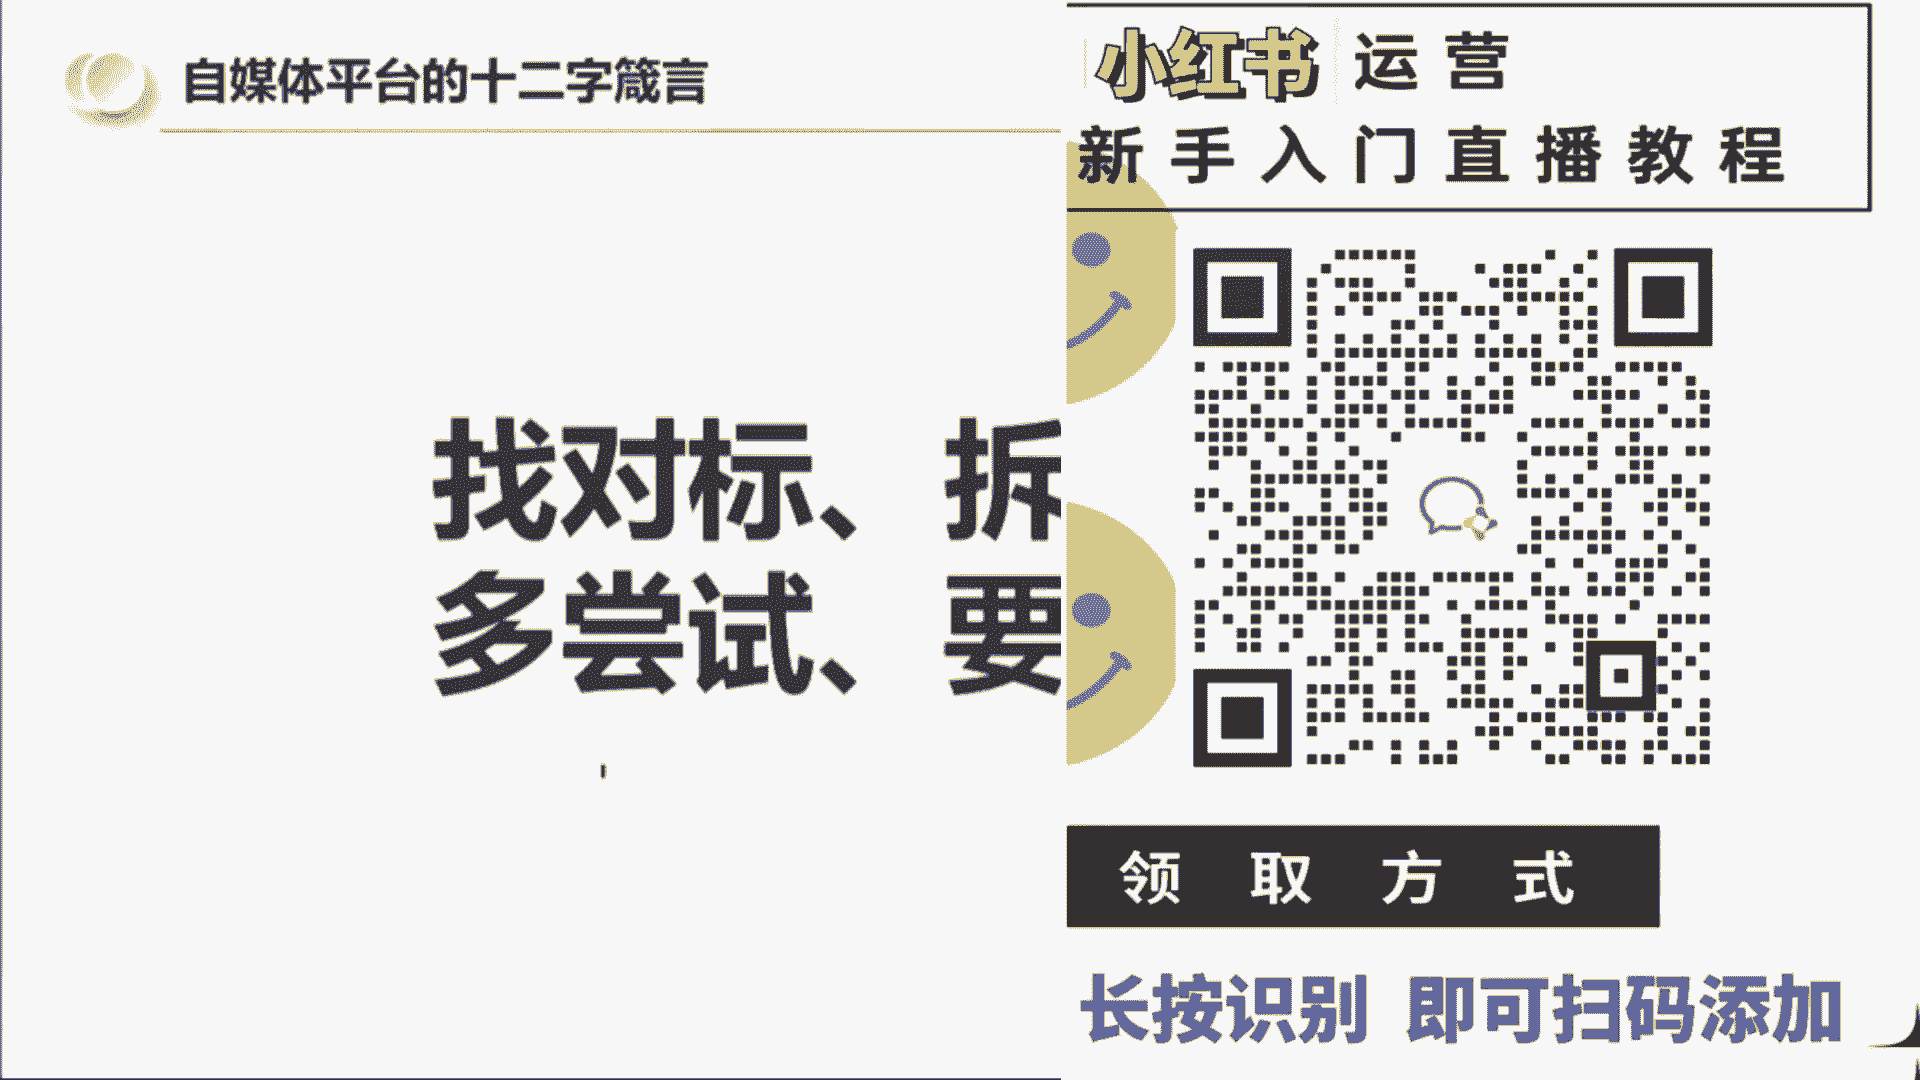 自媒体平台的十二字箴言
找对标、拆
多尝试、要
小红书 运营
新手入门直播教程
领取方式
长按识别 即可扫码添加